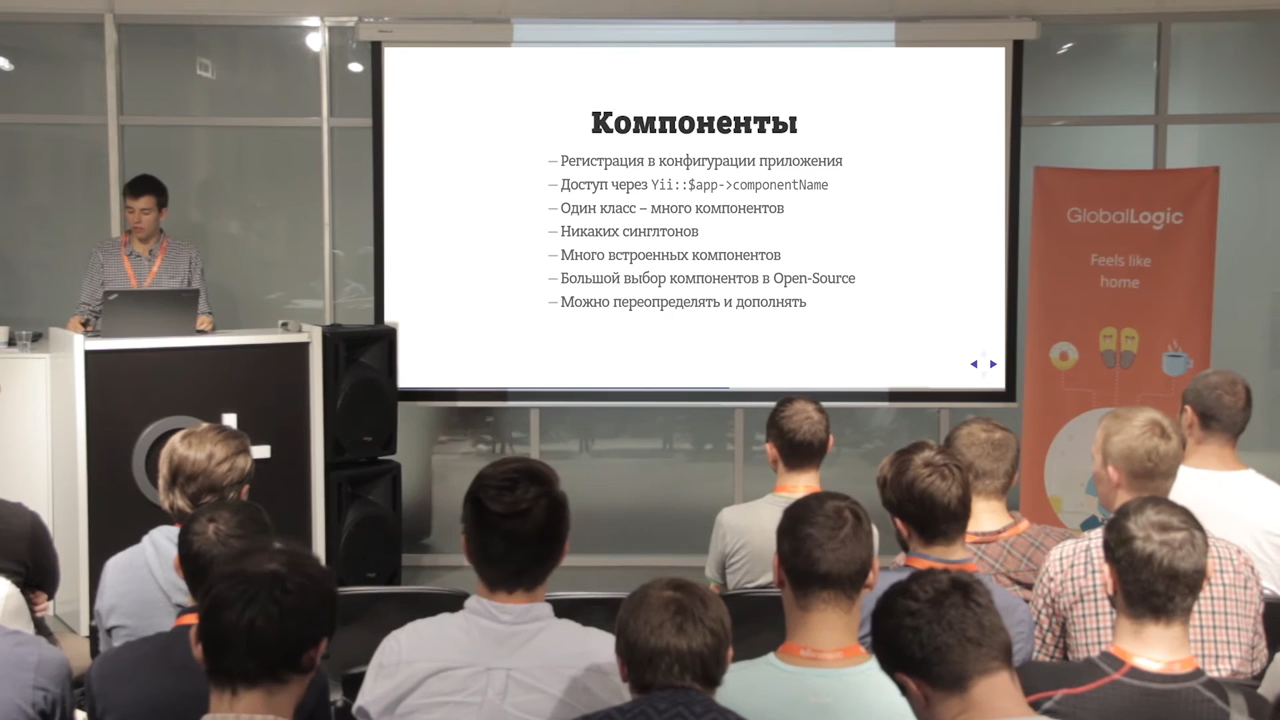 Компоненты
– Регистрация в конфигурации приложения
– Доступ через Yii::$app->componentName
– Один класс – много компонентов
– Никаких синглтонов
– Много встроенных компонентов
– Большой выбор компонентов в Open-Source
– Можно переопределять и дополнять
GlobalLogic
Feels like
home